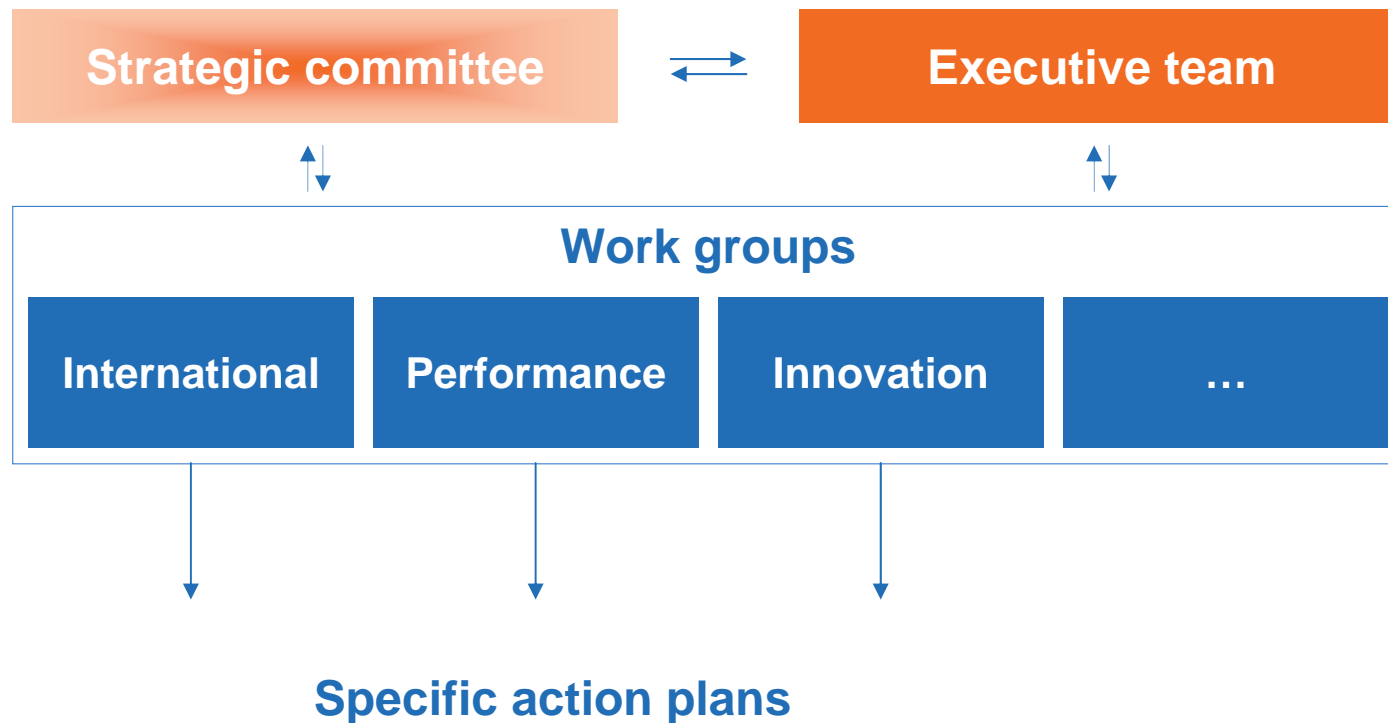 Strategic committee
Executive team
Work groups
International
Performance
Innovation
…
Specific action plans